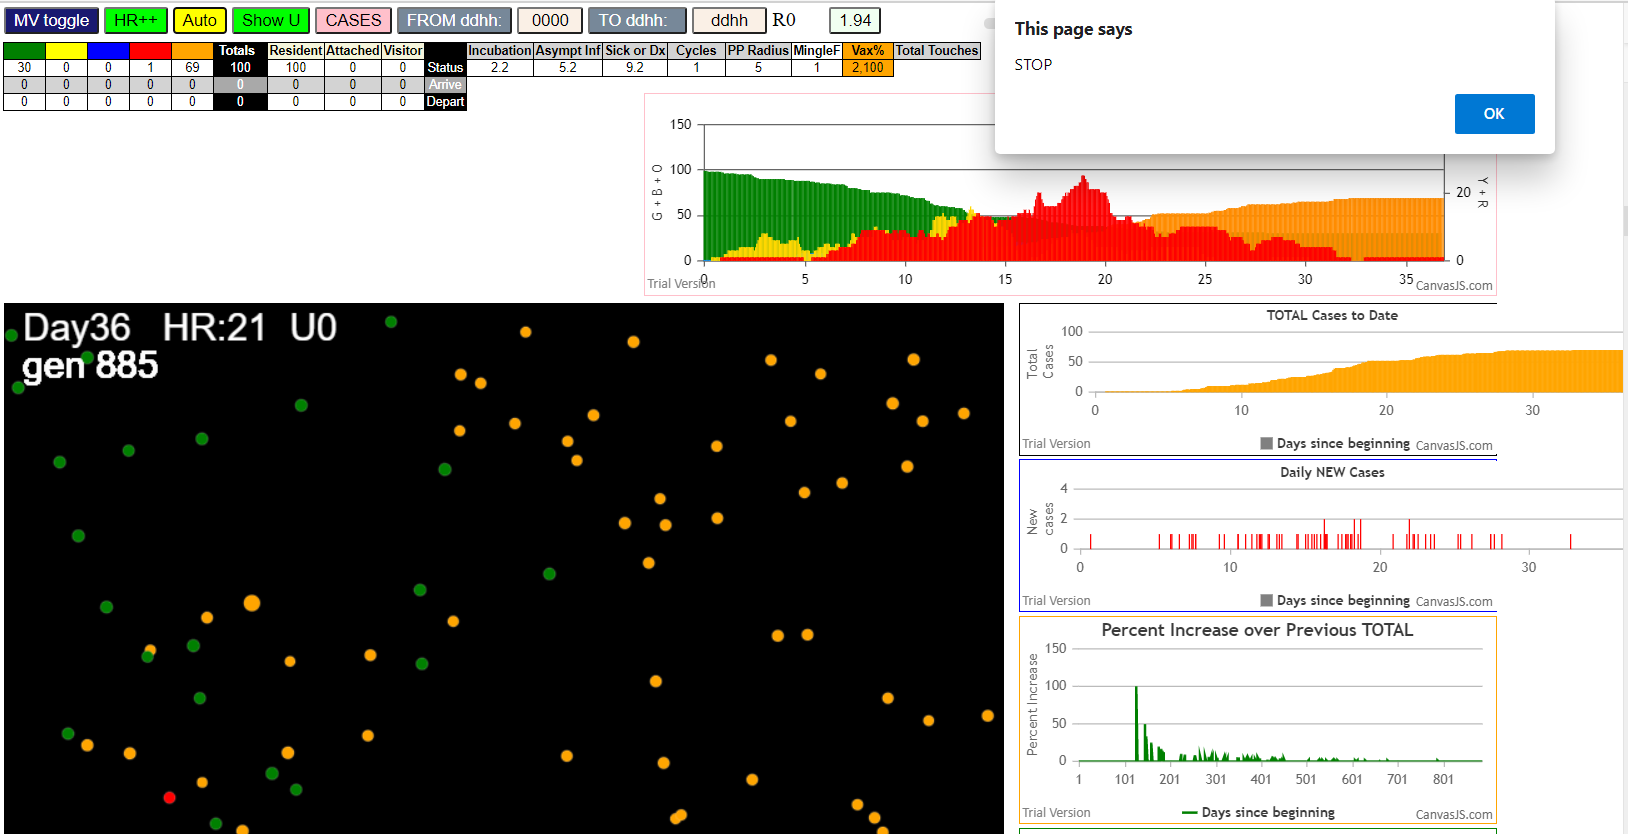 MV toggle HR++ Auto Show U CASES FROM ddhh: 0000 TO ddhh: ddhh R0 1.94
This page says
STOP
OK
Totals Resident Attached Visitor Incubation Asympt Inf Sick or Dx Cycles PP Radius MingleF Vax% Total Touches
30 0 0 1 69 100 100 0 0 Status 2.2 5.2 9.2 1 5 1 2,100
0 0 0 0 0 0 0 0 0 Arrive
0 0 0 0 0 0 0 0 0 Depart
150
100
50
0
G + B + O
20
0
Y + R
0 5 10 15 20 25 30 35
Trial Version
CanvasJS.com
Day36 HR:21 U0
gen 885
TOTAL Cases to Date
100
50
0
Total Cases
0 10 20 30
Trial Version
Days since beginning
CanvasJS.com
Daily NEW Cases
4
2
0
New cases
0 10 20 30
Trial Version
Days since beginning
CanvasJS.com
Percent Increase over Previous TOTAL
150
100
50
0
Percent Increase
1 101 201 301 401 501 601 701 801
Trial Version
Days since beginning
CanvasJS.com